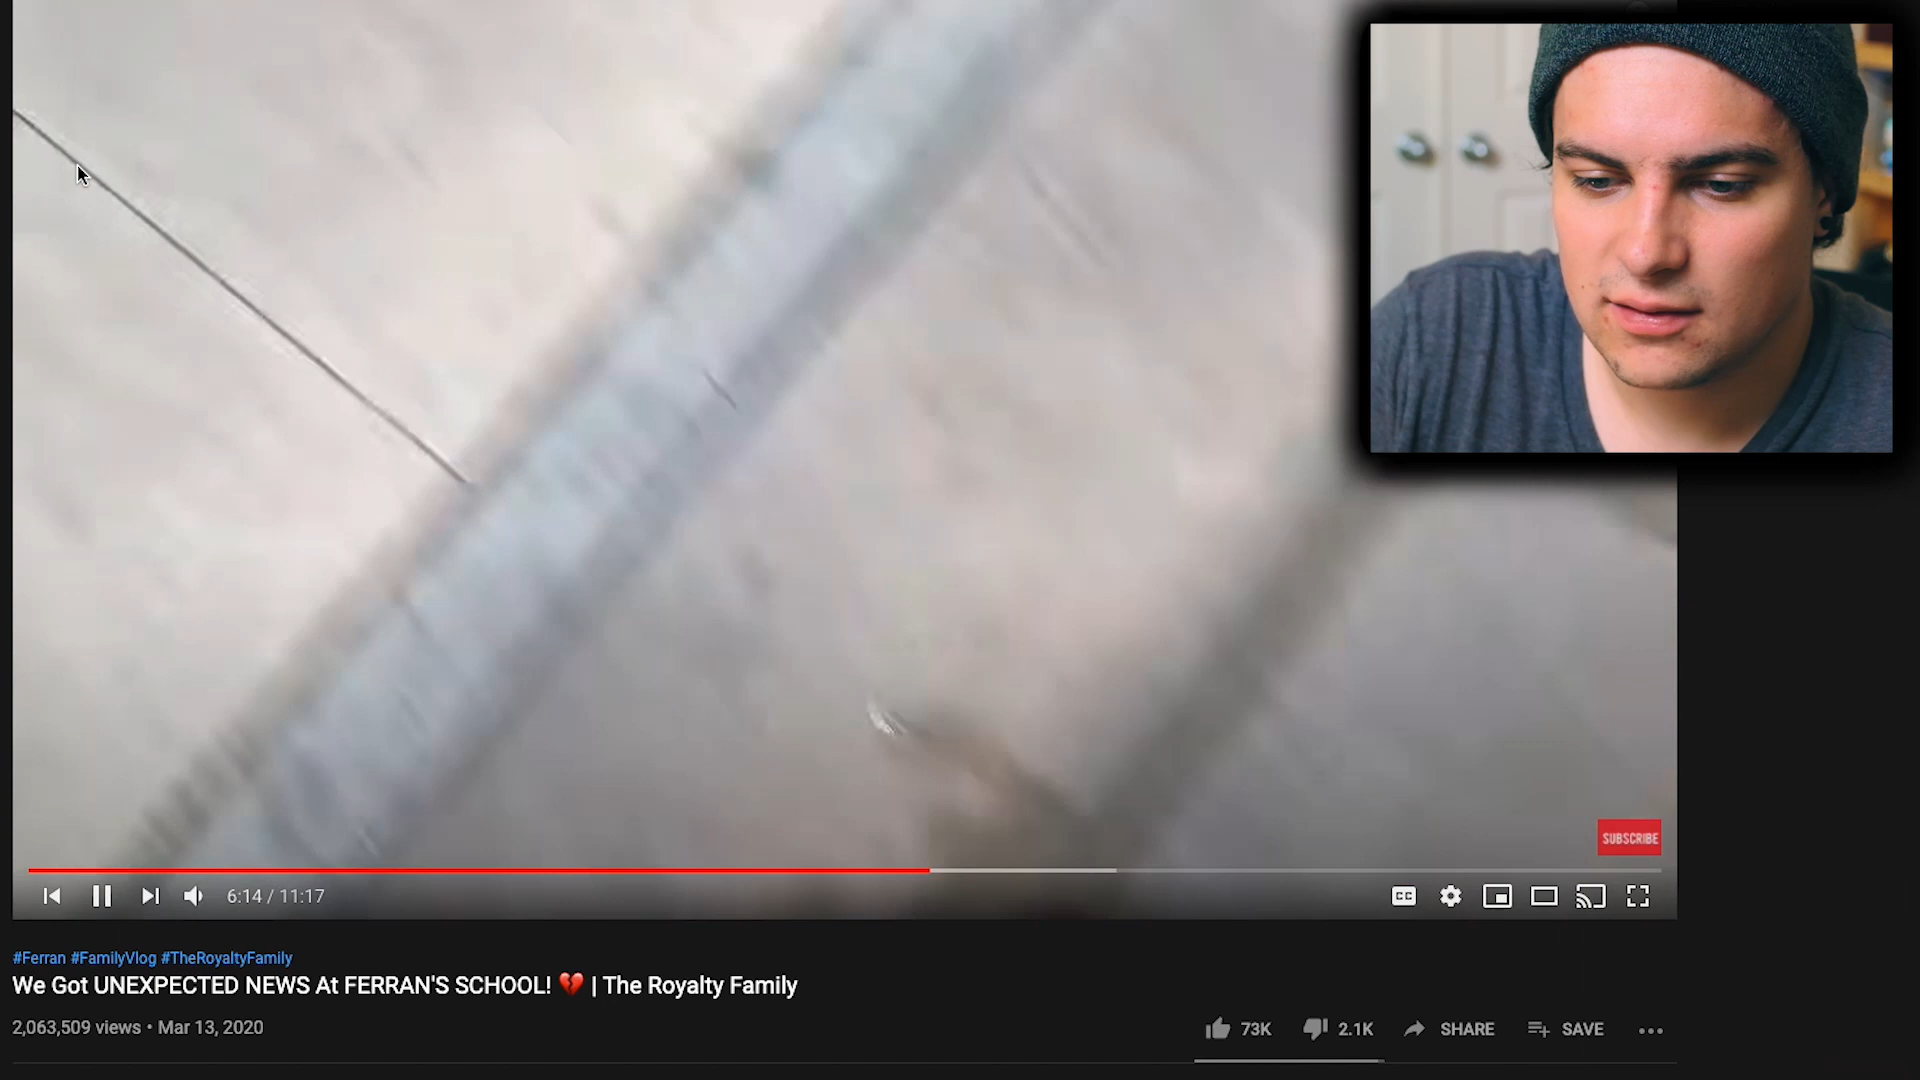 SUBSCRIBE
6:14 / 11:17
CC
#Ferran #FamilyVlog #TheRoyaltyFamily
We Got UNEXPECTED NEWS At FERRAN'S SCHOOL! 💔 | The Royalty Family
2,063,509 views • Mar 13, 2020
73K 2.1K SHARE SAVE